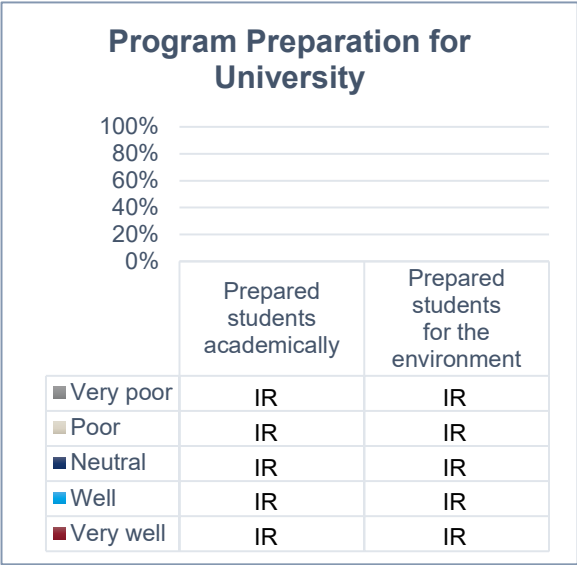 Program Preparation for
University
100%
80%
60%
40%
20%
0%
Prepared
students
academically
Prepared
students
for the
environment
Very poor IR IR
Poor IR IR
Neutral IR IR
Well IR IR
Very well IR IR